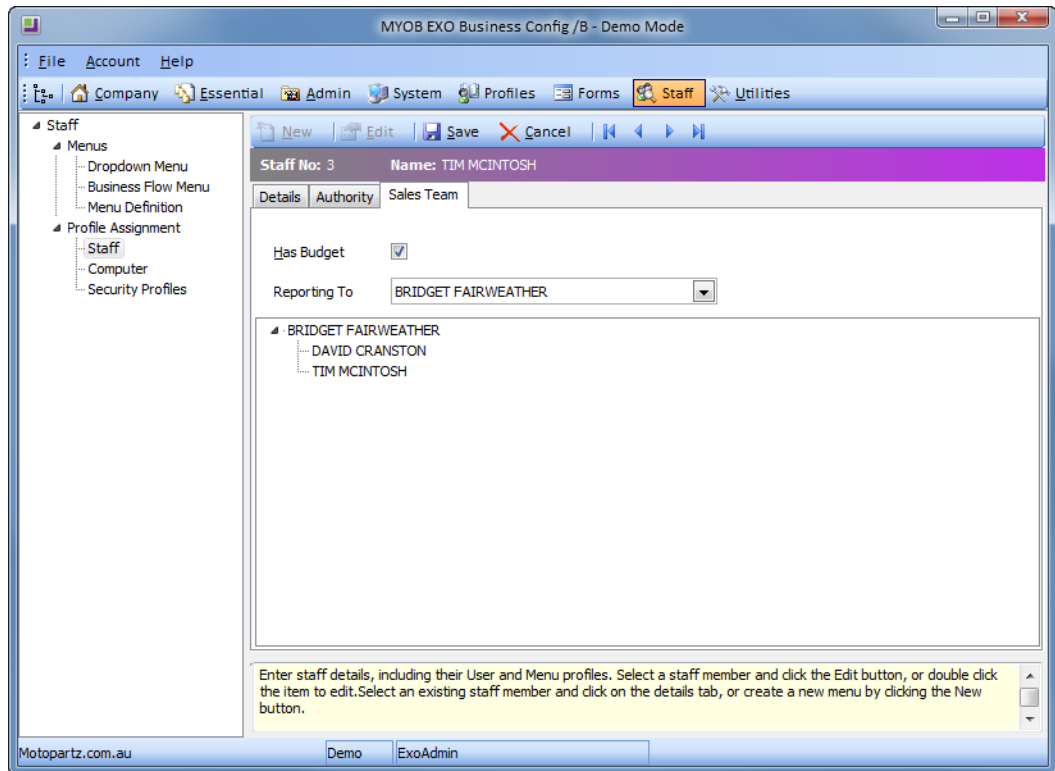 MYOB EXO Business Config /B - Demo Mode
File Account Help
Company Essential Admin System Profiles Forms Staff Utilities
Staff
Menus
Dropdown Menu
Business Flow Menu
Menu Definition
Profile Assignment
Staff
Computer
Security Profiles
New Edit Save Cancel
Staff No: 3 Name: TIM MCINTOSH
Details Authority Sales Team
Has Budget
Reporting To BRIDGET FAIRWEATHER
BRIDGET FAIRWEATHER
DAVID CRANSTON
TIM MCINTOSH
Enter staff details, including their User and Menu profiles. Select a staff member and click the Edit button, or double click
the item to edit.Select an existing staff member and click on the details tab, or create a new menu by clicking the New
button.
Motopartz.com.au Demo ExoAdmin